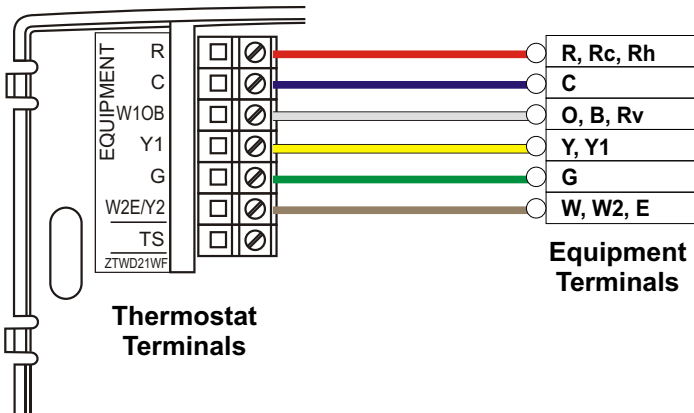 EQUIPMENT
R
C
W1OB
Y1
G
W2E/Y2
TS
ZTWD21WF
R, Rc, Rh
C
O, B, Rv
Y, Y1
G
W, W2, E
Thermostat
Terminals
Equipment
Terminals